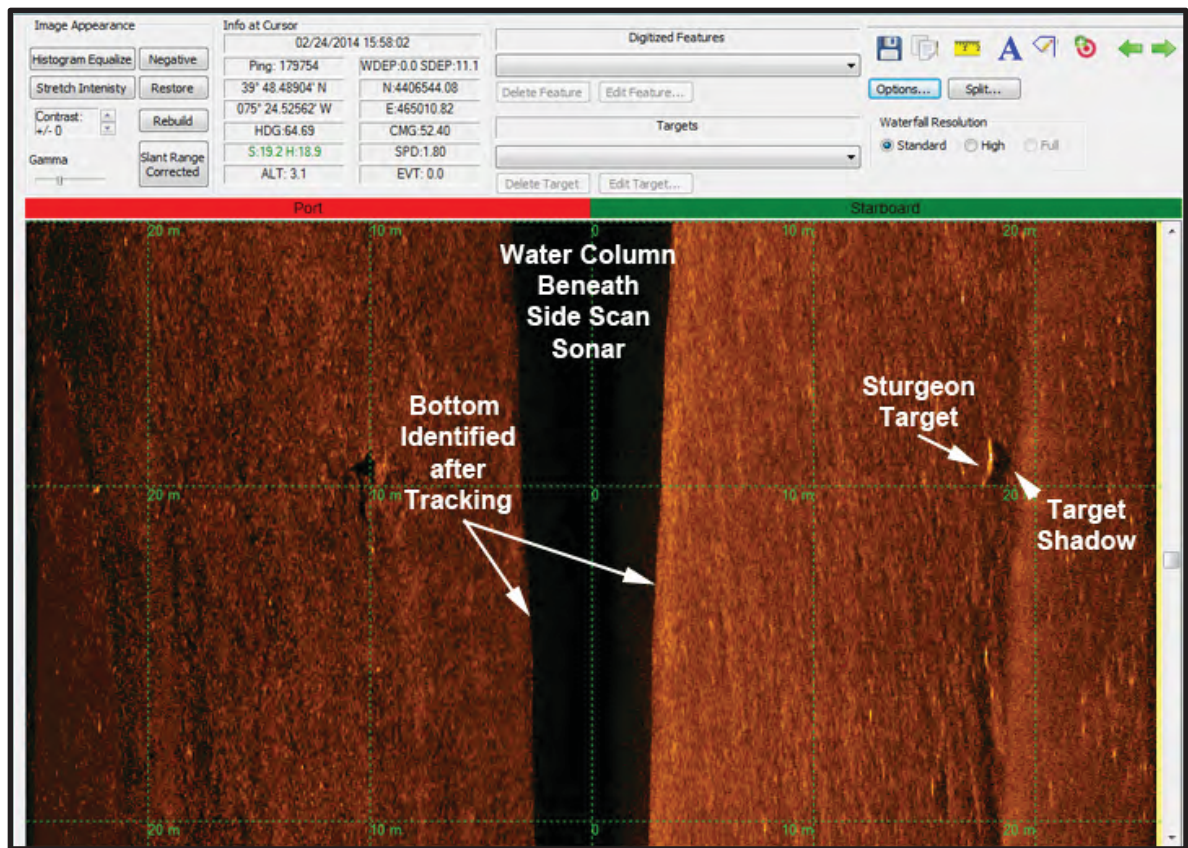 Image Appearance
Histogram Equalize
Negative
Stretch Intenisty
Restore
Contrast:
+/- 0
Rebuild
Gamma
Slant Range
Corrected
Info at Cursor
02/24/2014 15:58:02
Ping: 179754
WDEP:0.0 SDEP:11.1
39° 48.48904' N
N:4406544.08
075° 24.52562' W
E:465010.82
HDG:64.69
CMG:52.40
S:19.2 H:18.9
SPD:1.80
ALT: 3.1
EVT: 0.0
Digitized Features
Delete Feature
Edit Feature...
Targets
Delete Target
Edit Target...
A
Options...
Split...
Waterfall Resolution
Standard
High
Full
Port
Starboard
20 m
10 m
0
10 m
20 m
Water Column
Beneath
Side Scan
Sonar
Bottom
Identified
after
Tracking
Sturgeon
Target
Target
Shadow
20 m
10 m
0
10 m
20 m
20 m
10 m
0
10 m
20 m